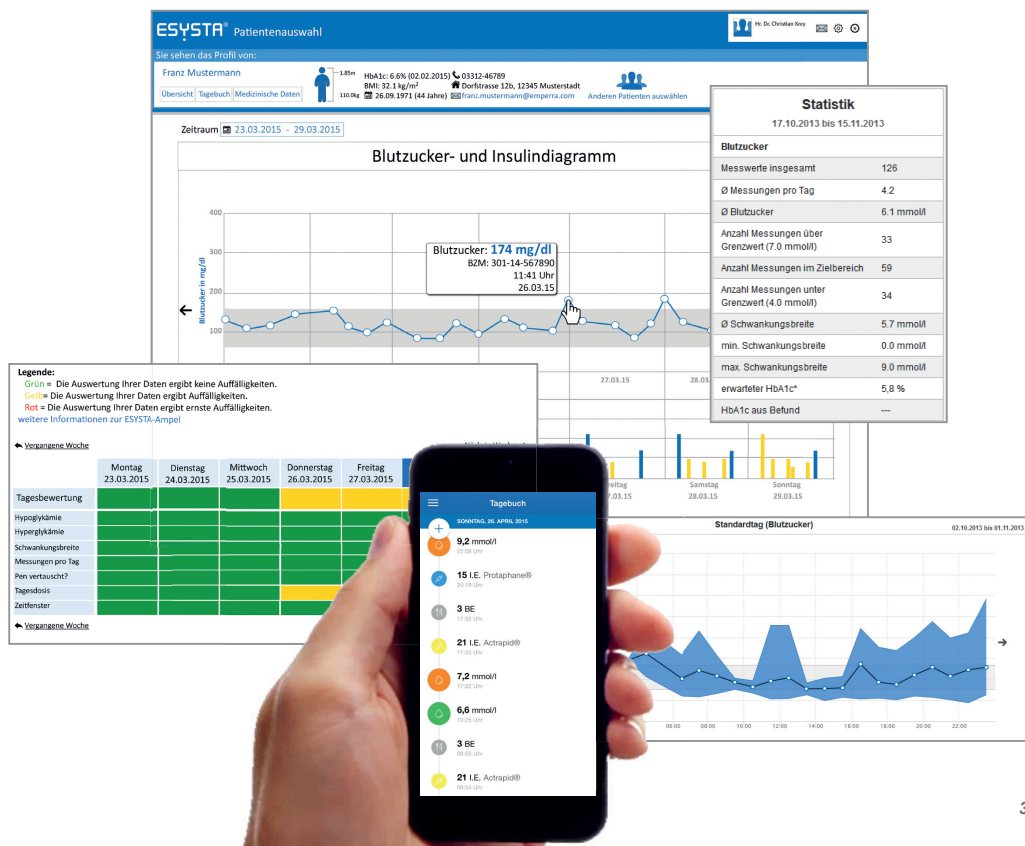 ESYSTA® Patientenauswahl
Hr. Dr. Christian Krey
Sie sehen das Profil von:
Franz Mustermann
Übersicht Tagebuch Medizinische Daten
1.85m
110.0kg
HbA1c: 6.6% (02.02.2015) 03312-46789
BMI: 32.1 kg/m² Dorfstrasse 12b, 12345 Musterstadt
26.09.1971 (44 Jahre) franz.mustermann@emperra.com
Anderen Patienten auswählen
Zeitraum 23.03.2015 - 29.03.2015
Blutzucker- und Insulindiagramm
Blutzucker in mg/dl
400
300
200
100
Blutzucker: 174 mg/dl
BZM: 301-14-567890
11:41 Uhr
26.03.15
27.03.15
28.03.
Samstag
28.03.15
Sonntag
29.03.15
Statistik
17.10.2013 bis 15.11.2013
Blutzucker
Messwerte insgesamt 126
Ø Messungen pro Tag 4.2
Ø Blutzucker 6.1 mmol/l
Anzahl Messungen über
Grenzwert (7.0 mmol/l) 33
Anzahl Messungen im Zielbereich 59
Anzahl Messungen unter
Grenzwert (4.0 mmol/l) 34
Ø Schwankungsbreite 5.7 mmol/l
min. Schwankungsbreite 0.0 mmol/l
max. Schwankungsbreite 9.0 mmol/l
erwarteter HbA1c* 5,8 %
HbA1c aus Befund ---
Legende:
Grün = Die Auswertung Ihrer Daten ergibt keine Auffälligkeiten.
Gelb= Die Auswertung Ihrer Daten ergibt Auffälligkeiten.
Rot = Die Auswertung Ihrer Daten ergibt ernste Auffälligkeiten.
weitere Informationen zur ESYSTA-Ampel
Vergangene Woche
Montag Dienstag Mittwoch Donnerstag Freitag
23.03.2015 24.03.2015 25.03.2015 26.03.2015 27.03.2015
Tagesbewertung
Hypoglykämie
Hyperglykämie
Schwankungsbreite
Messungen pro Tag
Pen vertauscht?
Tagesdosis
Zeitfenster
Vergangene Woche
Tagebuch
SONNTAG, 26. APRIL 2015
9,2 mmol/l
22:08 Uhr
15 I.E. Protaphane®
20:19 Uhr
3 BE
17:52 Uhr
21 I.E. Actrapid®
17:52 Uhr
7,2 mmol/l
17:52 Uhr
6,6 mmol/l
13:25 Uhr
3 BE
08:55 Uhr
21 I.E. Actrapid®
08:54 Uhr
Standardtag (Blutzucker)
02.10.2013 bis 01.11.2013
06:00 08:00 10:00 12:00 14:00 16:00 18:00 20:00 22:00